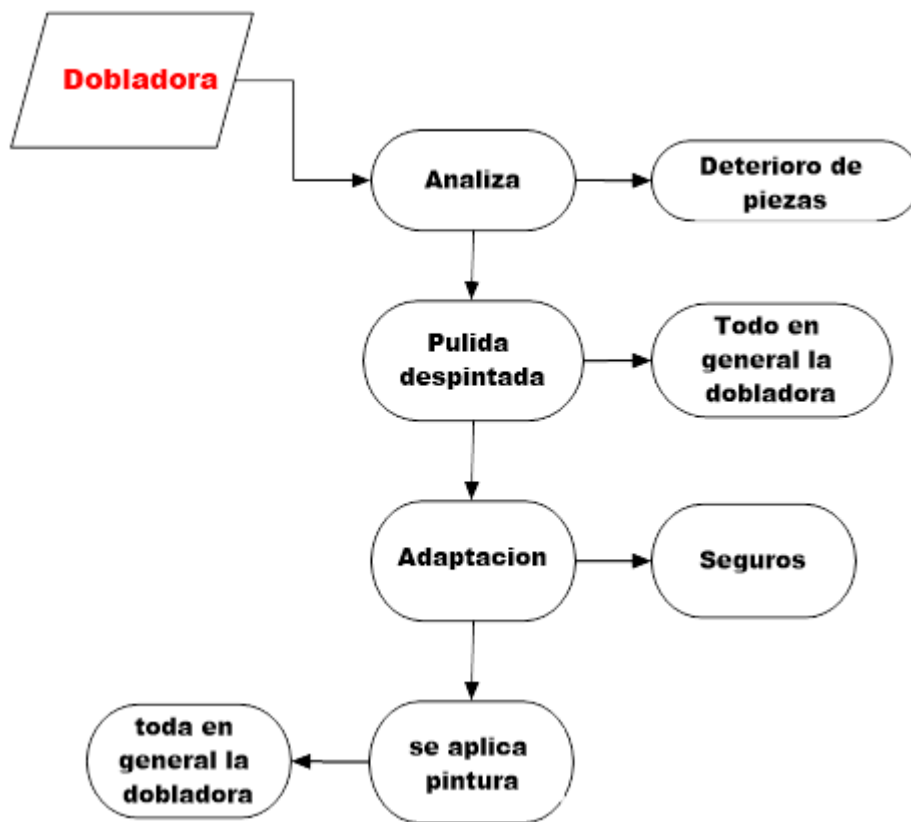 Dobladora
Analiza
Deterioro de
piezas
Pulida
despintada
Todo en
general la
dobladora
Adaptacion
Seguros
toda en
general la
dobladora
se aplica
pintura